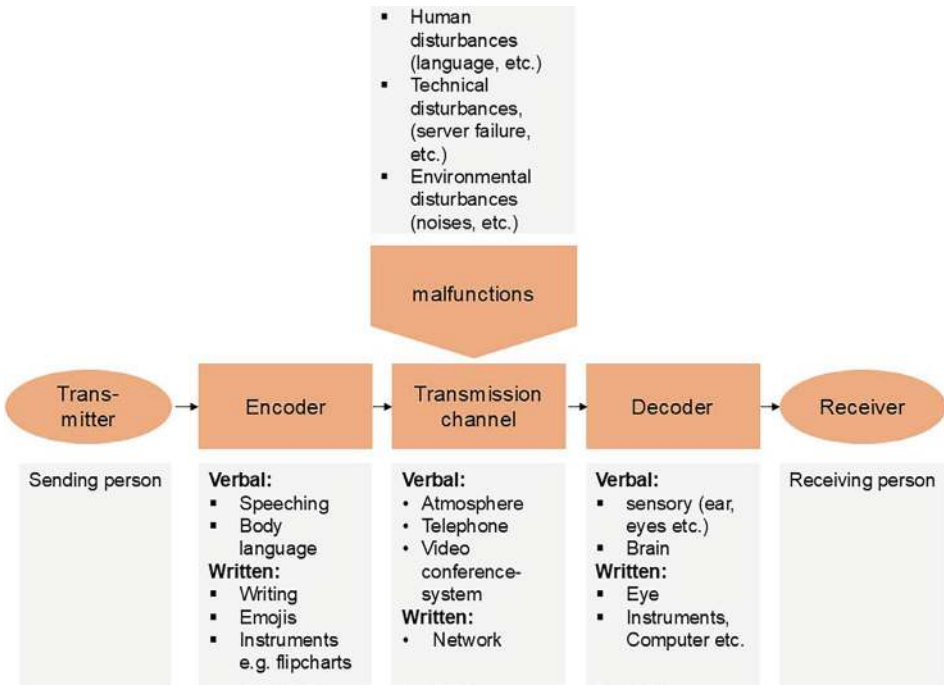 ▪ Human
disturbances
(language, etc.)
▪ Technical
disturbances,
(server failure,
etc.)
▪ Environmental
disturbances
(noises, etc.)
malfunctions
Trans-
mitter
Encoder
Transmission
channel
Decoder
Receiver
Sending person
Verbal:
▪ Speeching
▪ Body
language
Written:
▪ Writing
▪ Emojis
▪ Instruments
e.g. flipcharts
Verbal:
• Atmosphere
• Telephone
• Video
conference-
system
Written:
• Network
Verbal:
▪ sensory (ear,
eyes etc.)
▪ Brain
Written:
▪ Eye
▪ Instruments,
Computer etc.
Receiving person